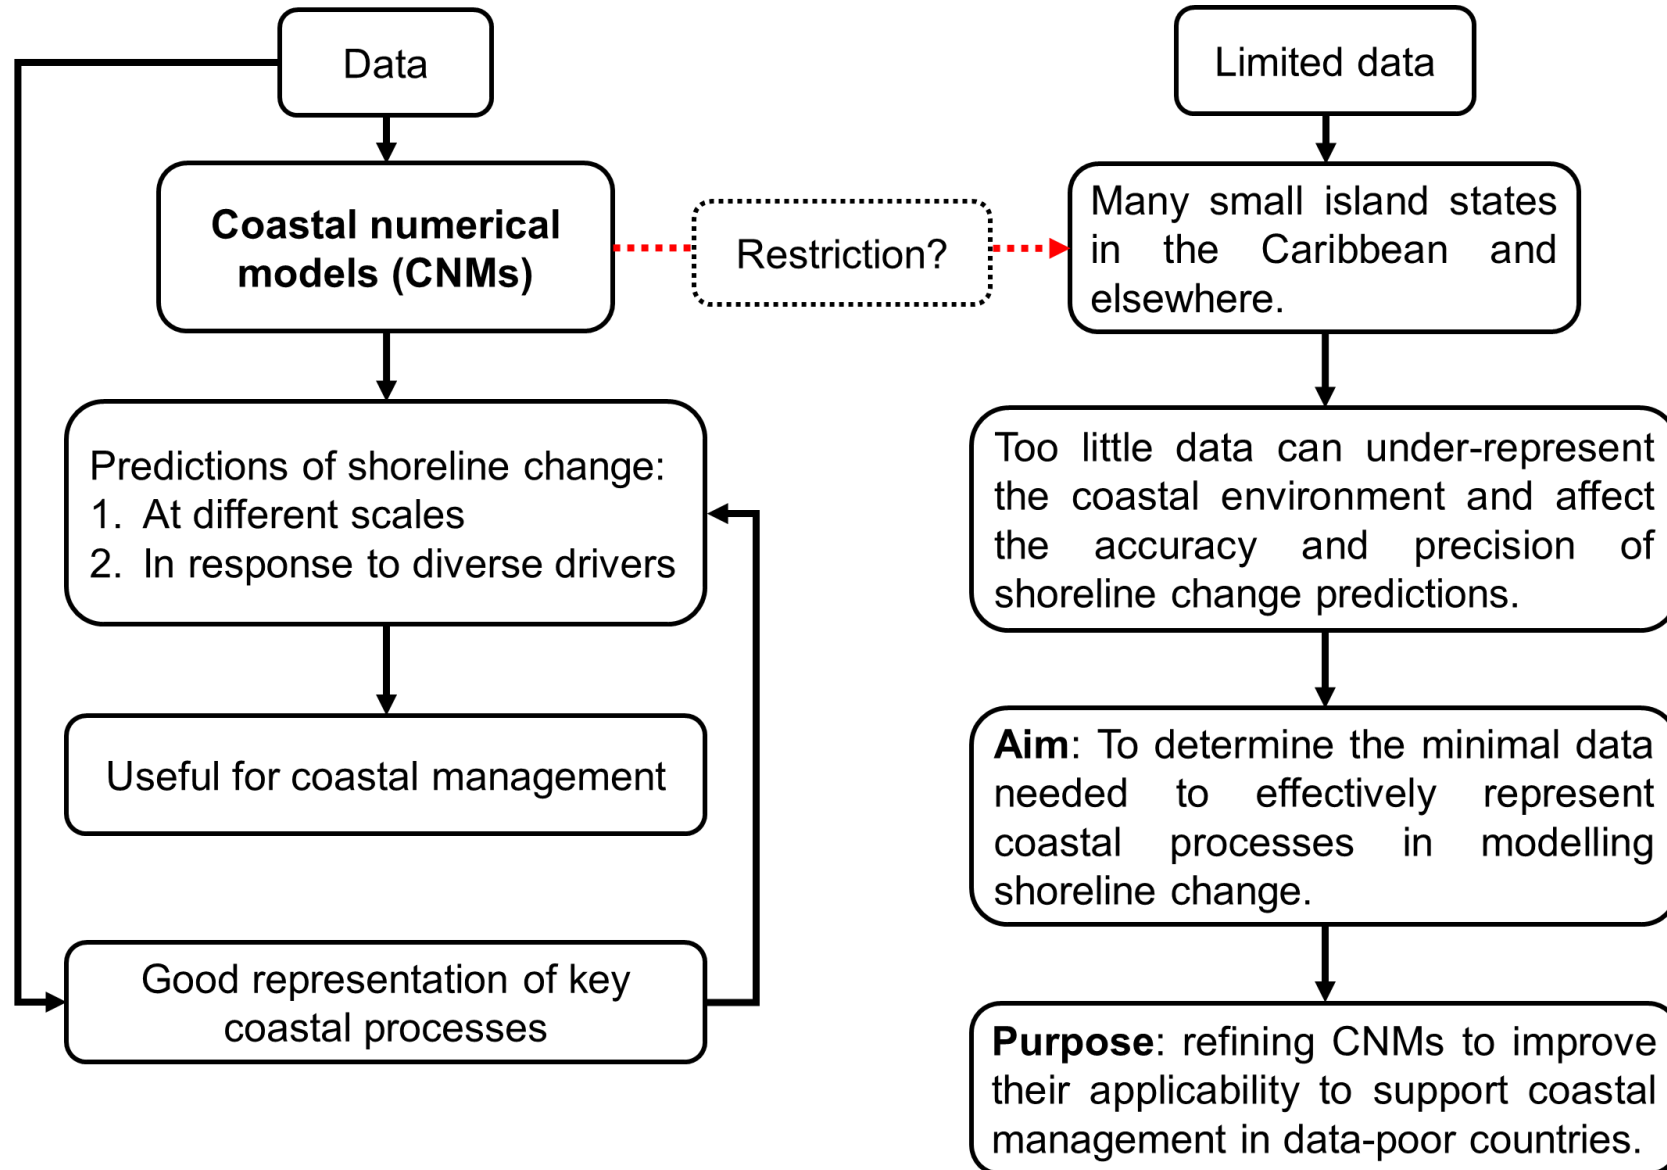 Data
Coastal numerical
models (CNMs)
Predictions of shoreline change:
1. At different scales
2. In response to diverse drivers
Useful for coastal management
Good representation of key
coastal processes
Restriction?
Limited data
Many small island states
in the Caribbean and
elsewhere.
Too little data can under-represent
the coastal environment and affect
the accuracy and precision of
shoreline change predictions.
Aim: To determine the minimal data
needed to effectively represent
coastal processes in modelling
shoreline change.
Purpose: refining CNMs to improve
their applicability to support coastal
management in data-poor countries.